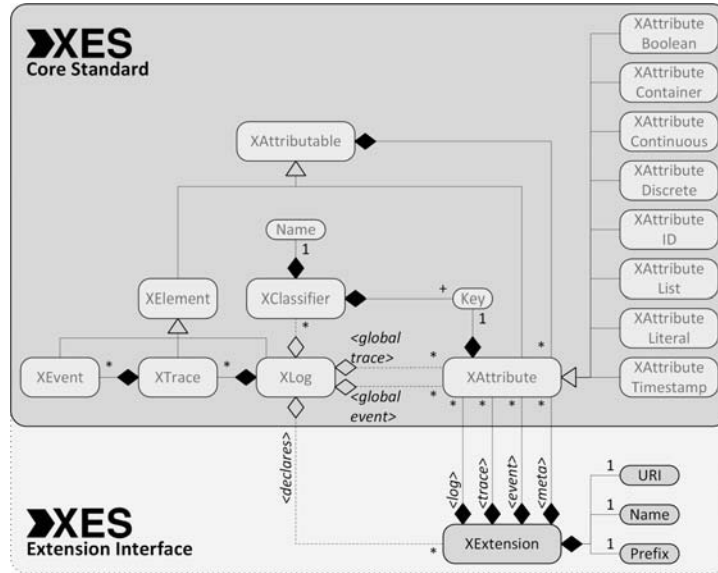 XES
Core Standard
XAttribute
Boolean
XAttribute
Container
XAttribute
Continuous
XAttribute
Discrete
XAttribute
ID
XAttribute
List
XAttribute
Literal
XAttribute
Timestamp
XAttributable
Name
1
XElement
XClassifier
+
Key
*
1
<global
trace>
*
*
XEvent
*
XTrace
*
XLog
XAttribute
*
<global
event>
*
*
*
*
<declares>
<log>
<trace>
<event>
<meta>
1
URI
XES
Extension Interface
1
Name
*
XExtension
1
Prefix